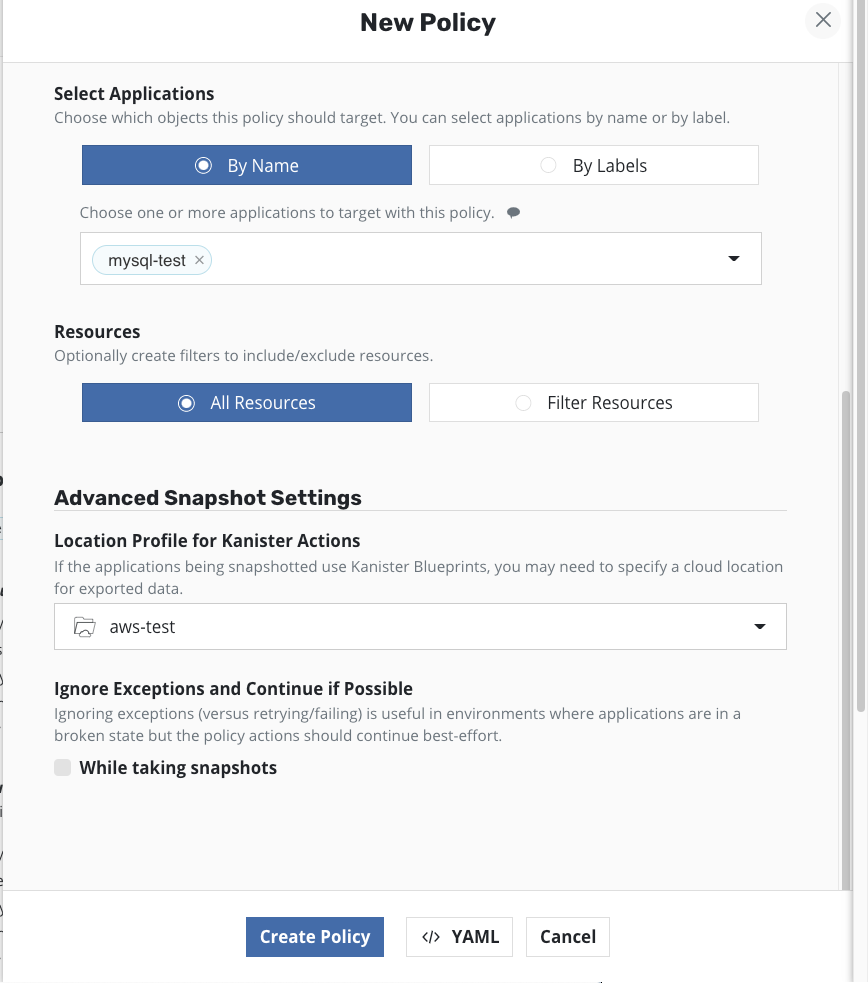 New Policy
Select Applications
Choose which objects this policy should target. You can select applications by name or by label.
By Name
By Labels
Choose one or more applications to target with this policy.
mysql-test
Resources
Optionally create filters to include/exclude resources.
All Resources
Filter Resources
Advanced Snapshot Settings
Location Profile for Kanister Actions
If the applications being snapshotted use Kanister Blueprints, you may need to specify a cloud location
for exported data.
aws-test
Ignore Exceptions and Continue if Possible
Ignoring exceptions (versus retrying/failing) is useful in environments where applications are in a
broken state but the policy actions should continue best-effort.
While taking snapshots
Create Policy
</> YAML
Cancel